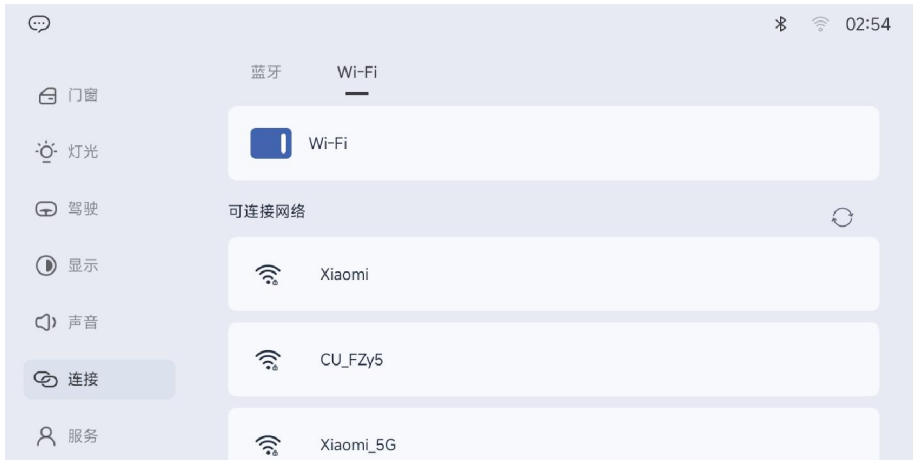 02:54
蓝牙 Wi-Fi
门窗
灯光
驾驶
显示
声音
连接
服务
Wi-Fi
可连接网络
Xiaomi
CU_FZy5
Xiaomi_5G